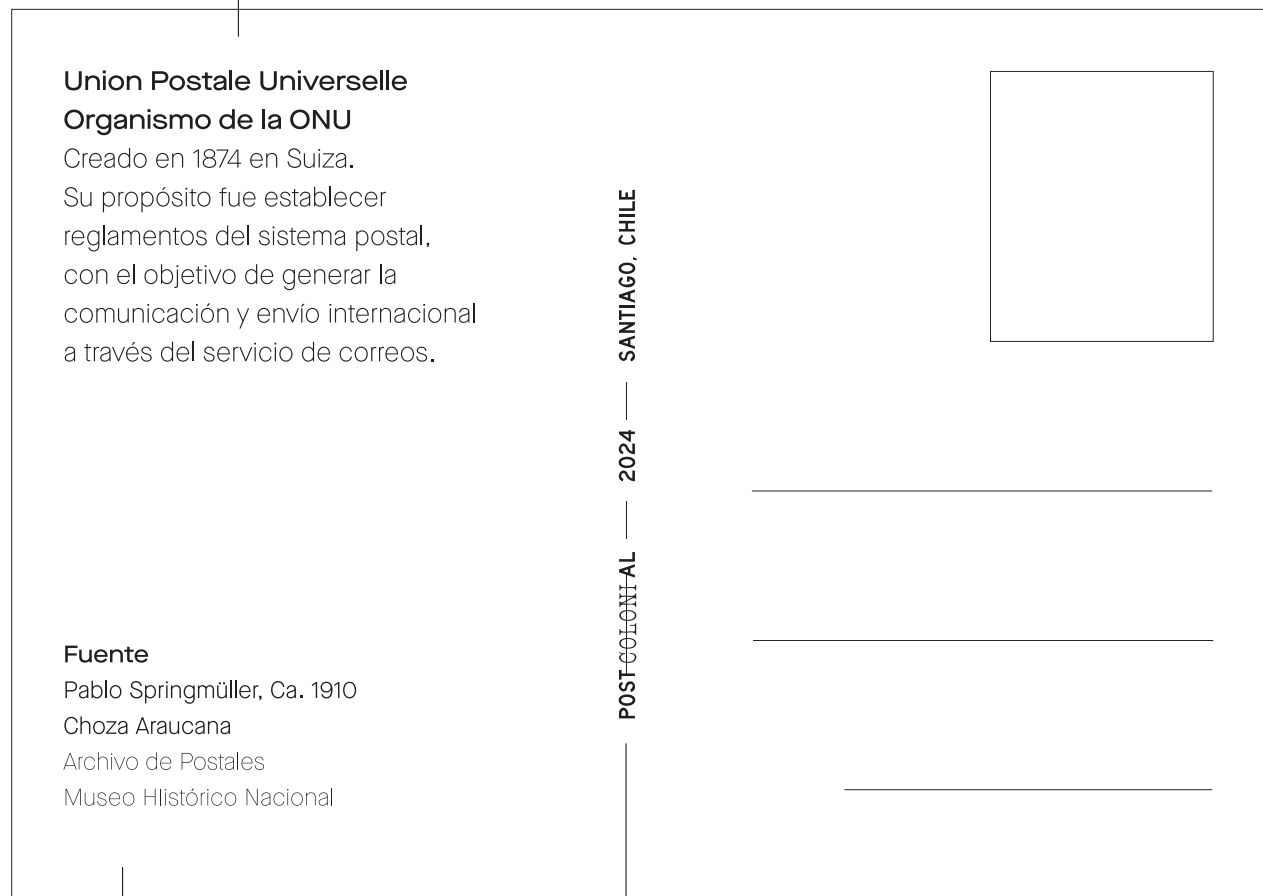 Union Postale Universelle
Organismo de la ONU
Creado en 1874 en Suiza.
Su propósito fue establecer
reglamentos del sistema postal,
con el objetivo de generar la
comunicación y envío internacional
a través del servicio de correos.
Fuente
Pablo Springmüller, Ca. 1910
Choza Araucana
Archivo de Postales
Museo HIistórico Nacional
POSTCOLONIAL — 2024 — SANTIAGO, CHILE